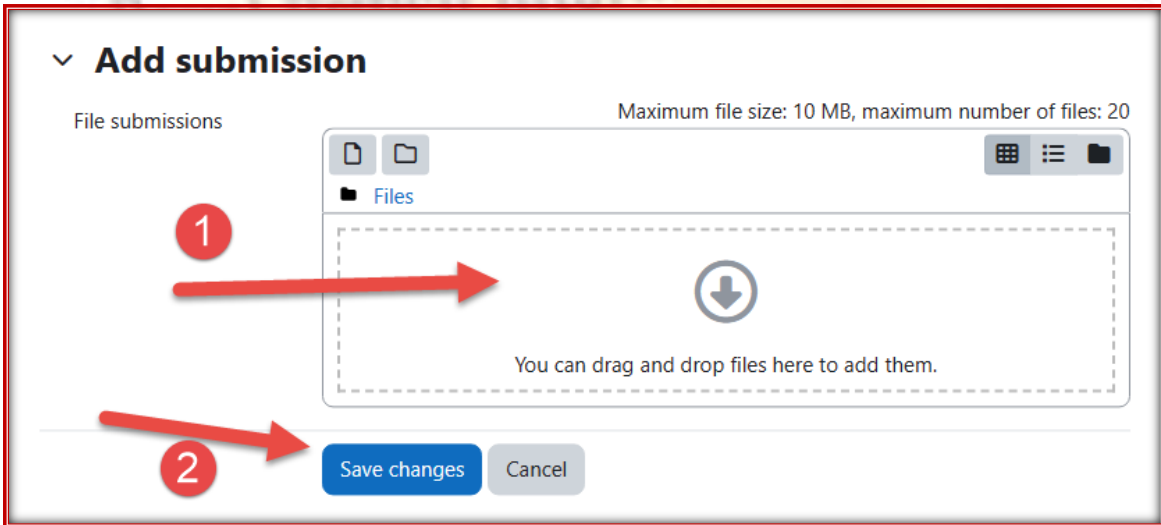 Add submission
File submissions
Maximum file size: 10 MB, maximum number of files: 20
Files
1
You can drag and drop files here to add them.
2
Save changes
Cancel